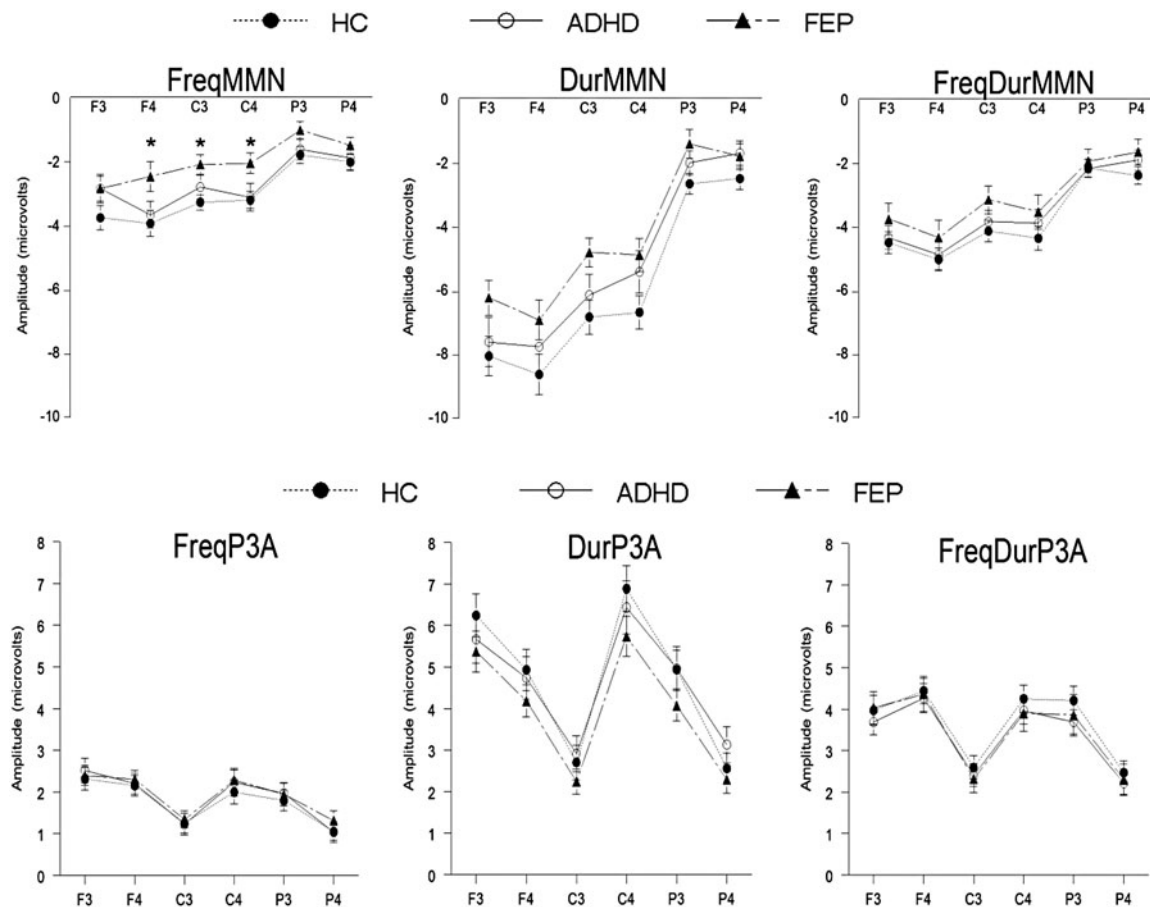 HC ADHD FEP
FreqMMN DurMMN FreqDurMMN
0 F3 F4 C3 C4 P3 P4
* * *
-2
-4
-6
-8
-10
Amplitude (microvolts)
0 F3 F4 C3 C4 P3 P4
-2
-4
-6
-8
-10
Amplitude (microvolts)
0 F3 F4 C3 C4 P3 P4
-2
-4
-6
-8
-10
Amplitude (microvolts)
HC ADHD FEP
FreqP3A DurP3A FreqDurP3A
8
7
6
5
4
3
2
1
0
Amplitude (microvolts)
F3 F4 C3 C4 P3 P4
8
7
6
5
4
3
2
1
0
Amplitude (microvolts)
F3 F4 C3 C4 P3 P4
8
7
6
5
4
3
2
1
0
Amplitude (microvolts)
F3 F4 C3 C4 P3 P4